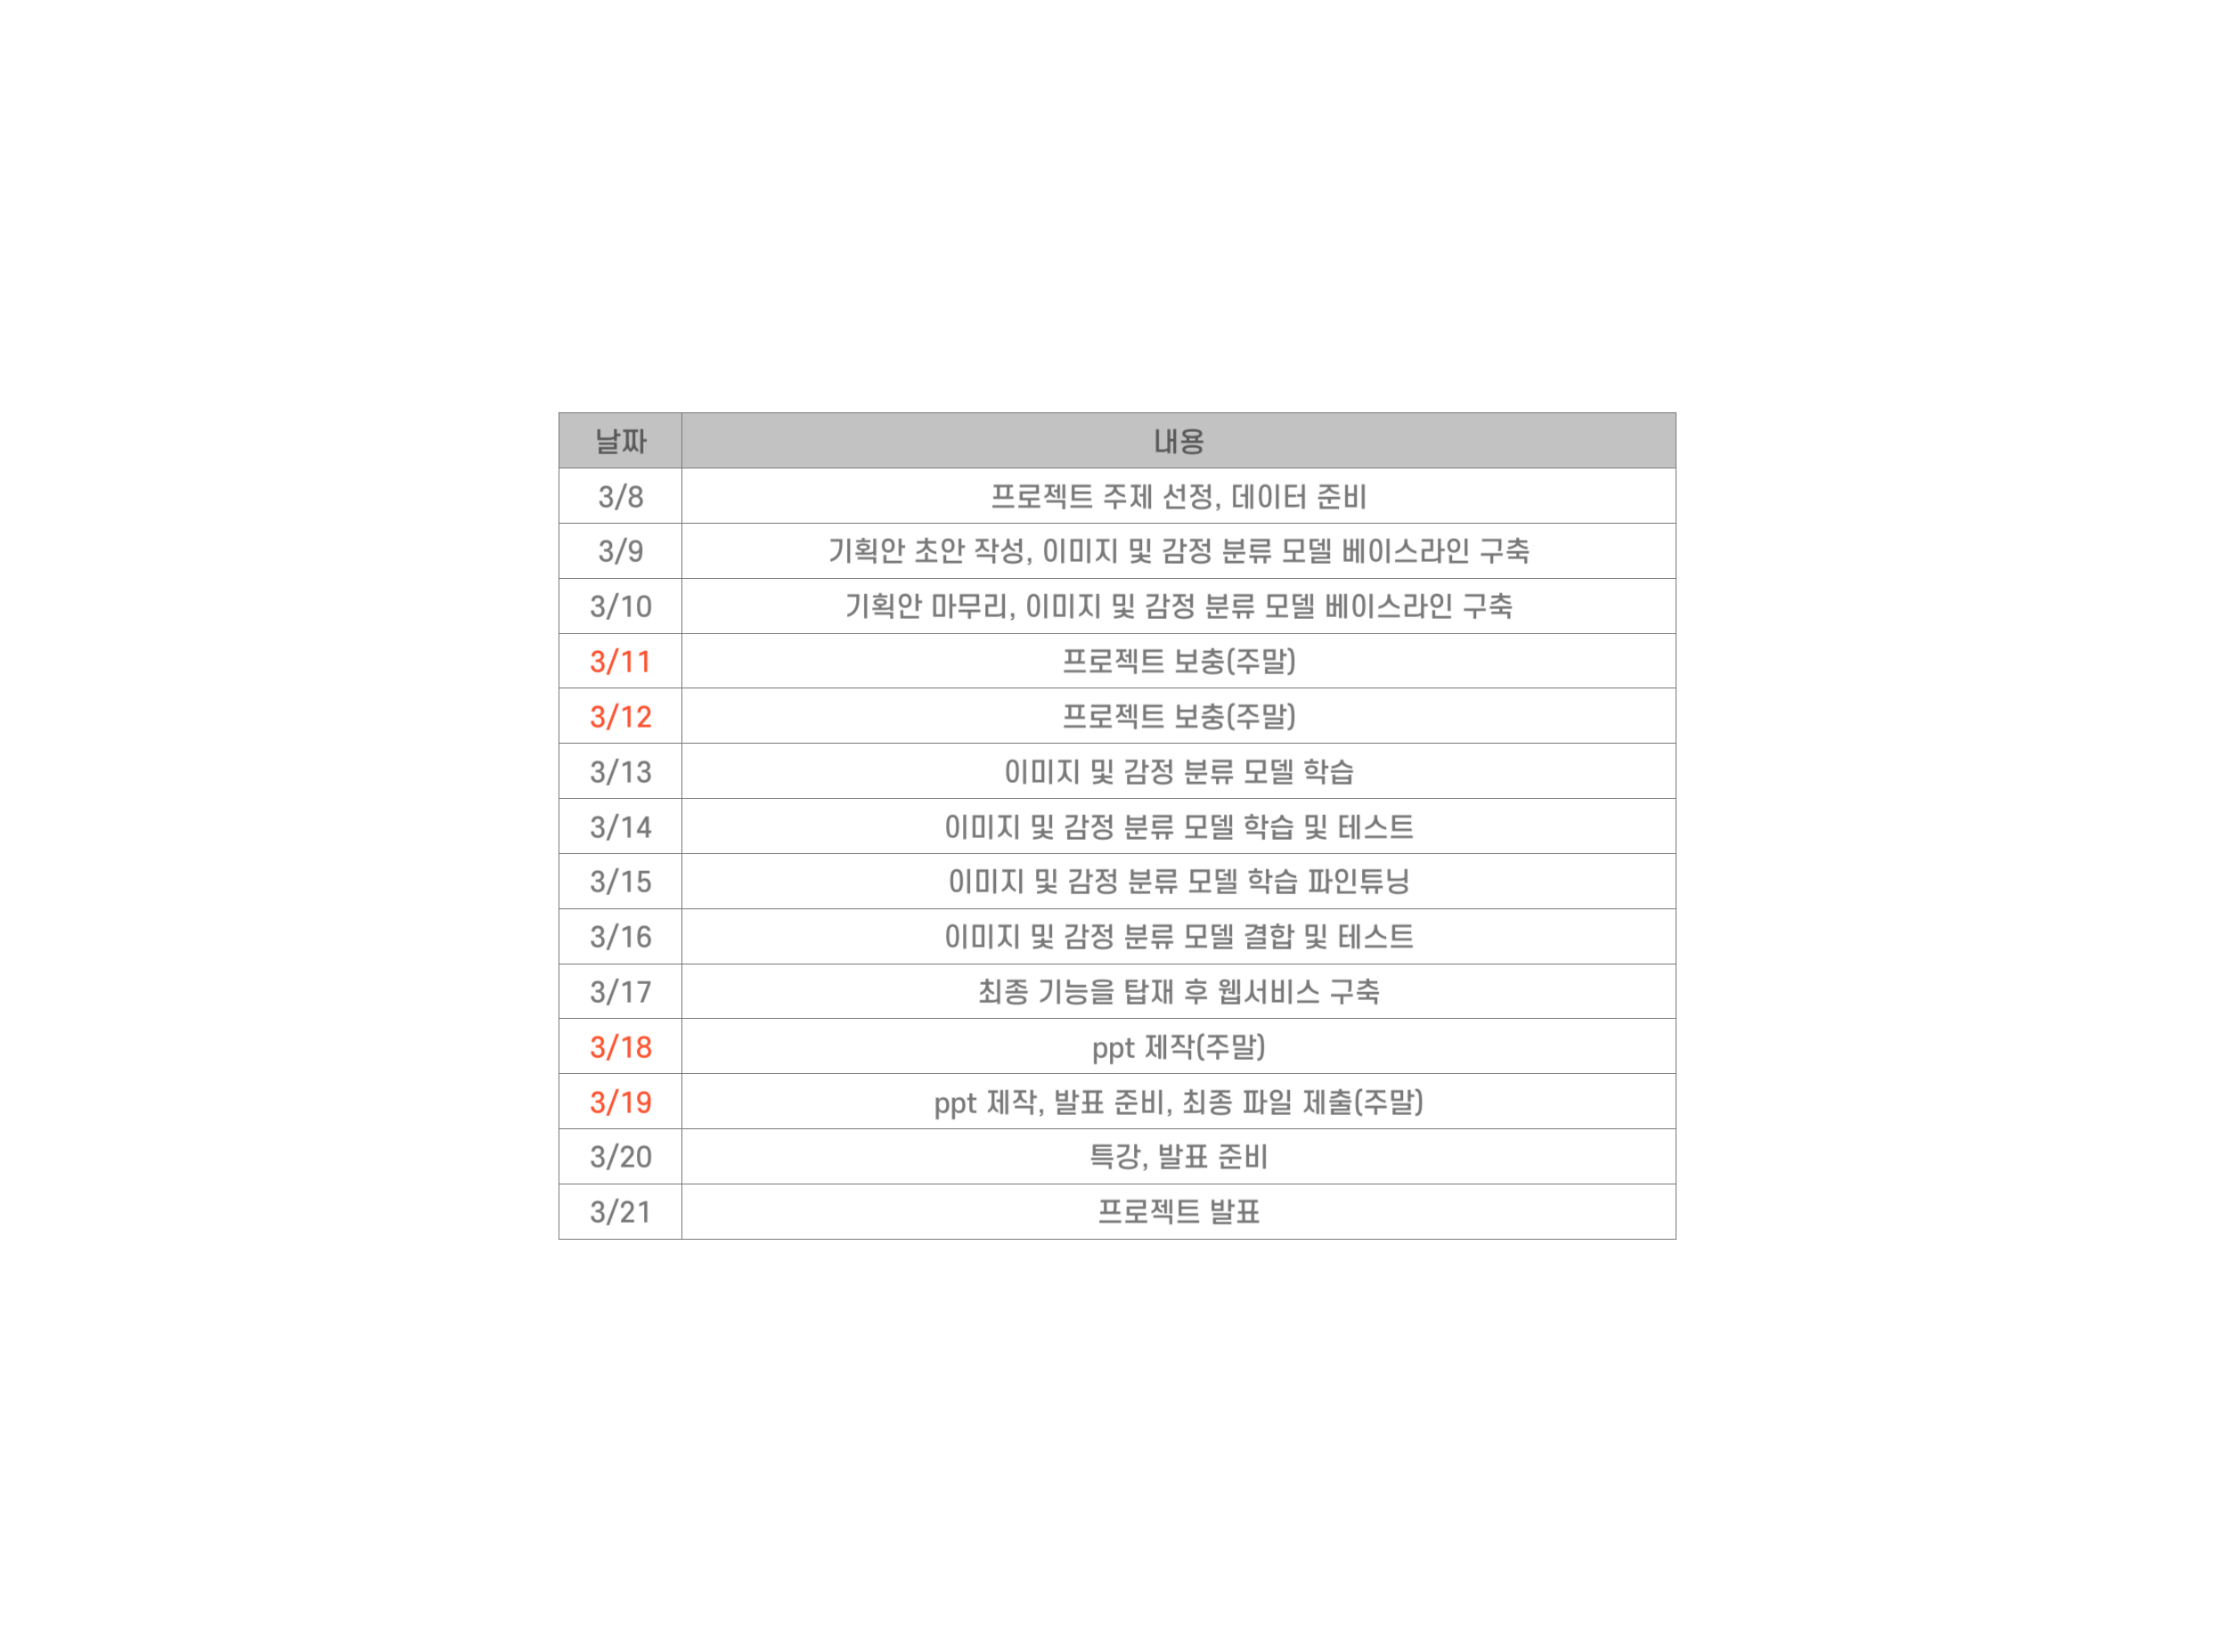 날짜 내용
3/8 프로젝트 주제 선정, 데이터 준비
3/9 기획안 초안 작성, 이미지 및 감정 분류 모델 베이스라인 구축
3/10 기획안 마무리, 이미지 및 감정 분류 모델 베이스라인 구축
3/11 프로젝트 보충(주말)
3/12 프로젝트 보충(주말)
3/13 이미지 및 감정 분류 모델 학습
3/14 이미지 및 감정 분류 모델 학습 및 테스트
3/15 이미지 및 감정 분류 모델 학습 파인튜닝
3/16 이미지 및 감정 분류 모델 결합 및 테스트
3/17 최종 기능을 탑재 후 웹서비스 구축
3/18 ppt 제작(주말)
3/19 ppt 제작, 발표 준비, 최종 파일 제출(주말)
3/20 특강, 발표 준비
3/21 프로젝트 발표